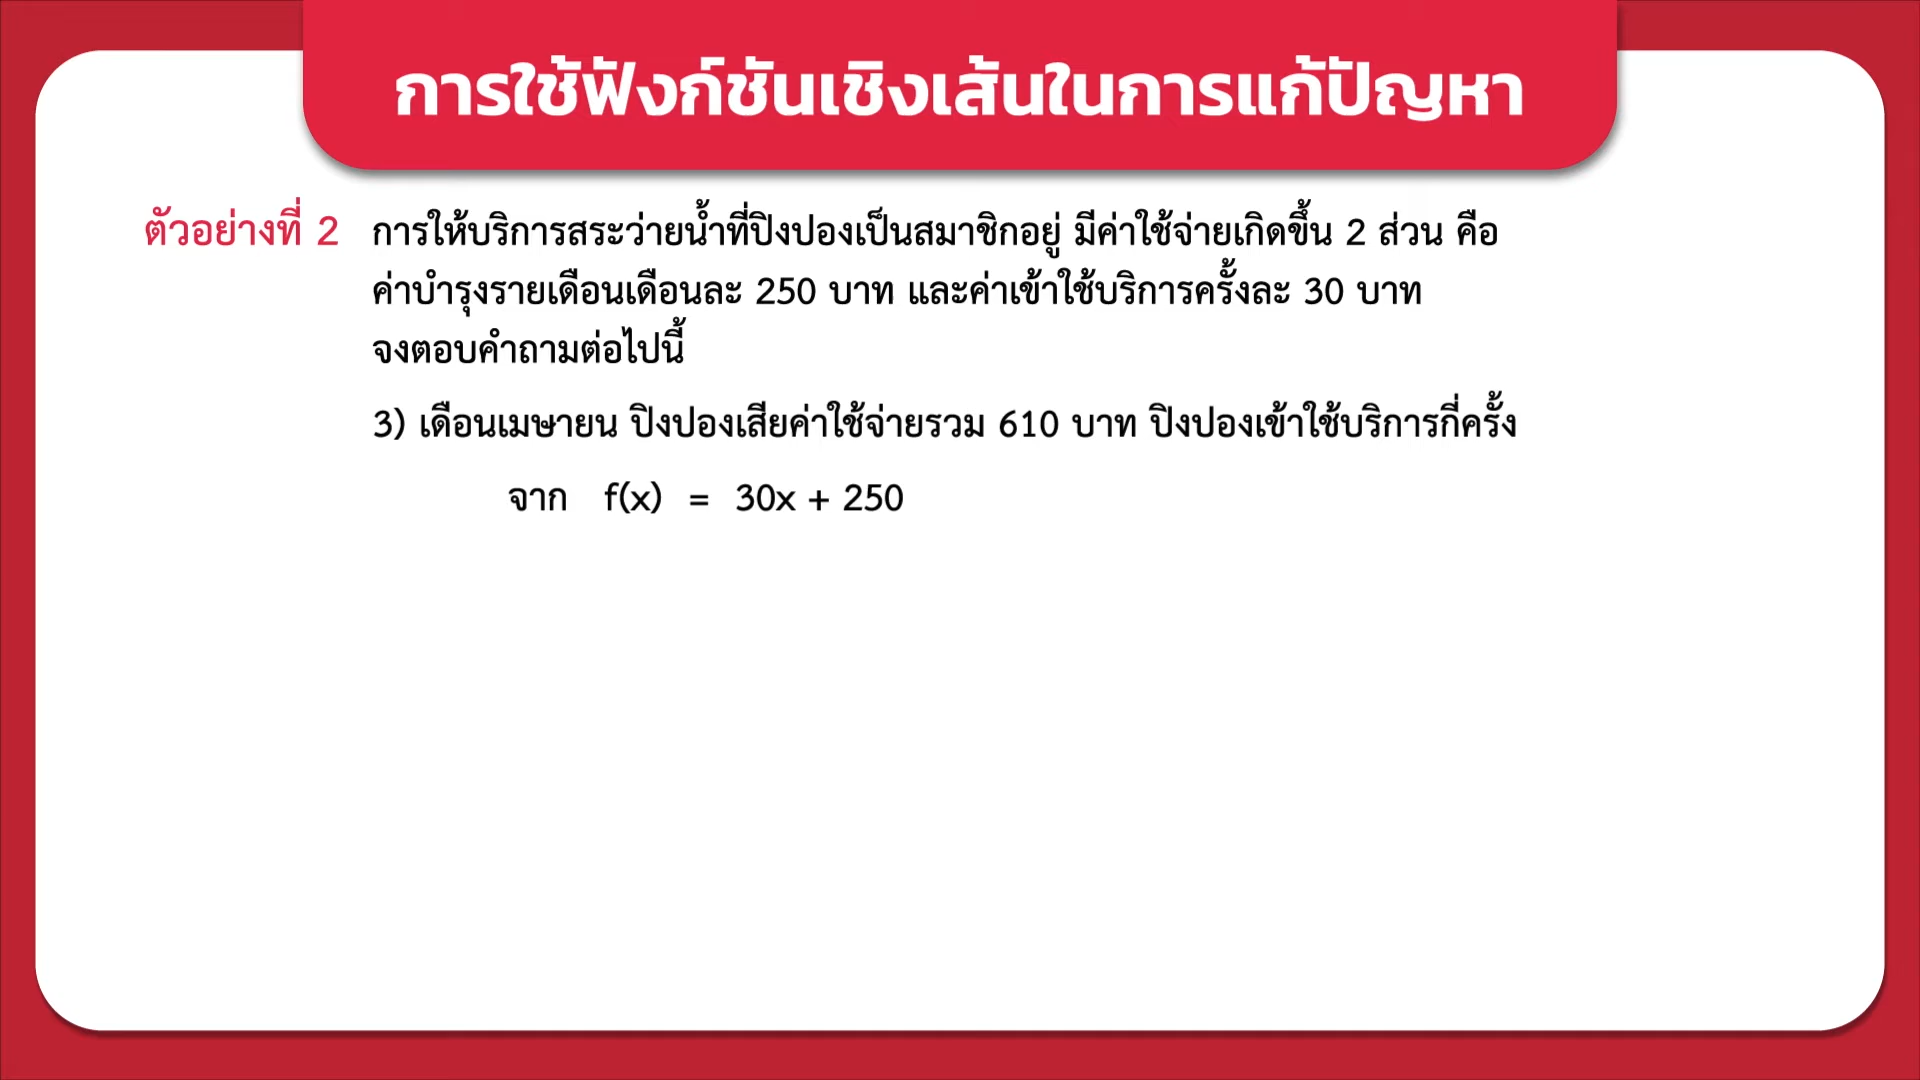 การใช้ฟังก์ชันเชิงเส้นในการแก้ปัญหา
ตัวอย่างที่ 2 การให้บริการสระว่ายน้ำที่ปิงปองเป็นสมาชิกอยู่ มีค่าใช้จ่ายเกิดขึ้น 2 ส่วน คือ
ค่าบำรุงรายเดือนเดือนละ 250 บาท และค่าเข้าใช้บริการครั้งละ 30 บาท
จงตอบคำถามต่อไปนี้
3) เดือนเมษายน ปิงปองเสียค่าใช้จ่ายรวม 610 บาท ปิงปองเข้าใช้บริการกี่ครั้ง
จาก f(x) = 30x + 250